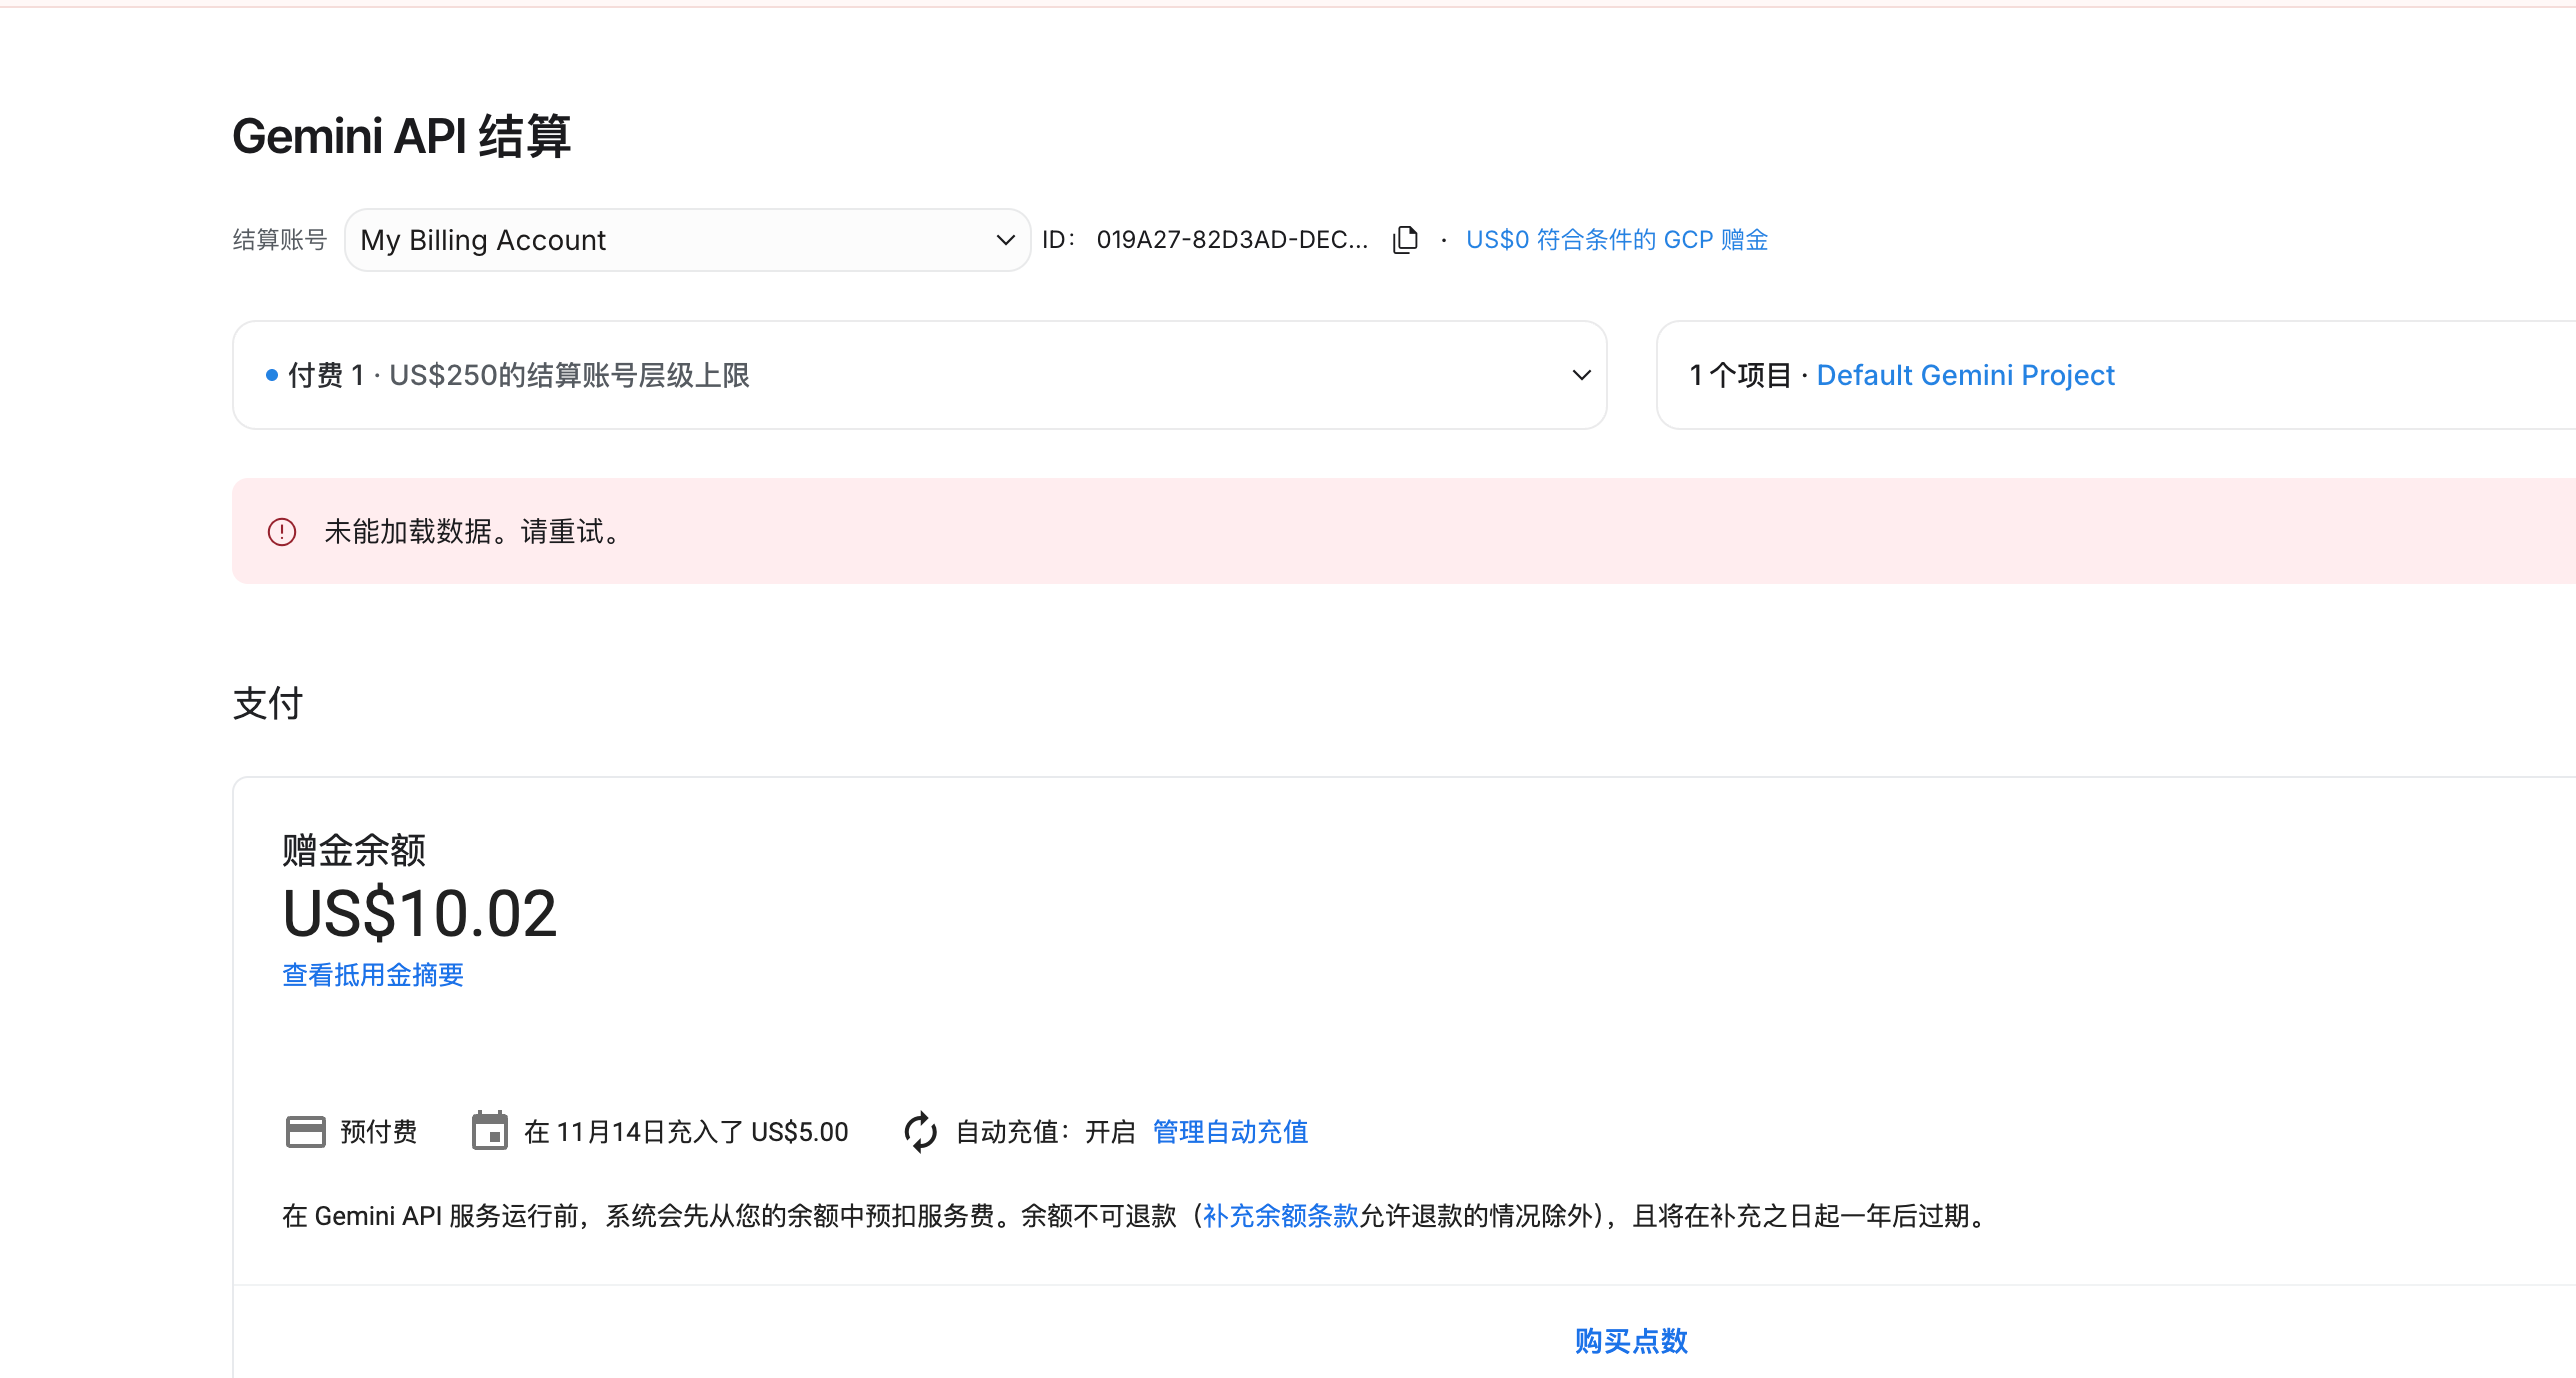 Gemini API 结算
结算账号 My Billing Account ID： 019A27-82D3AD-DEC... · US$0 符合条件的 GCP 赠金
付费 1 · US$250的结算账号层级上限
1 个项目 · Default Gemini Project
未能加载数据。请重试。
支付
赠金余额
US$10.02
查看抵用金摘要
预付费 在 11月14日充入了 US$5.00 自动充值：开启 管理自动充值
在 Gemini API 服务运行前，系统会先从您的余额中预扣服务费。余额不可退款（补充余额条款允许退款的情况除外），且将在补充之日起一年后过期。
购买点数